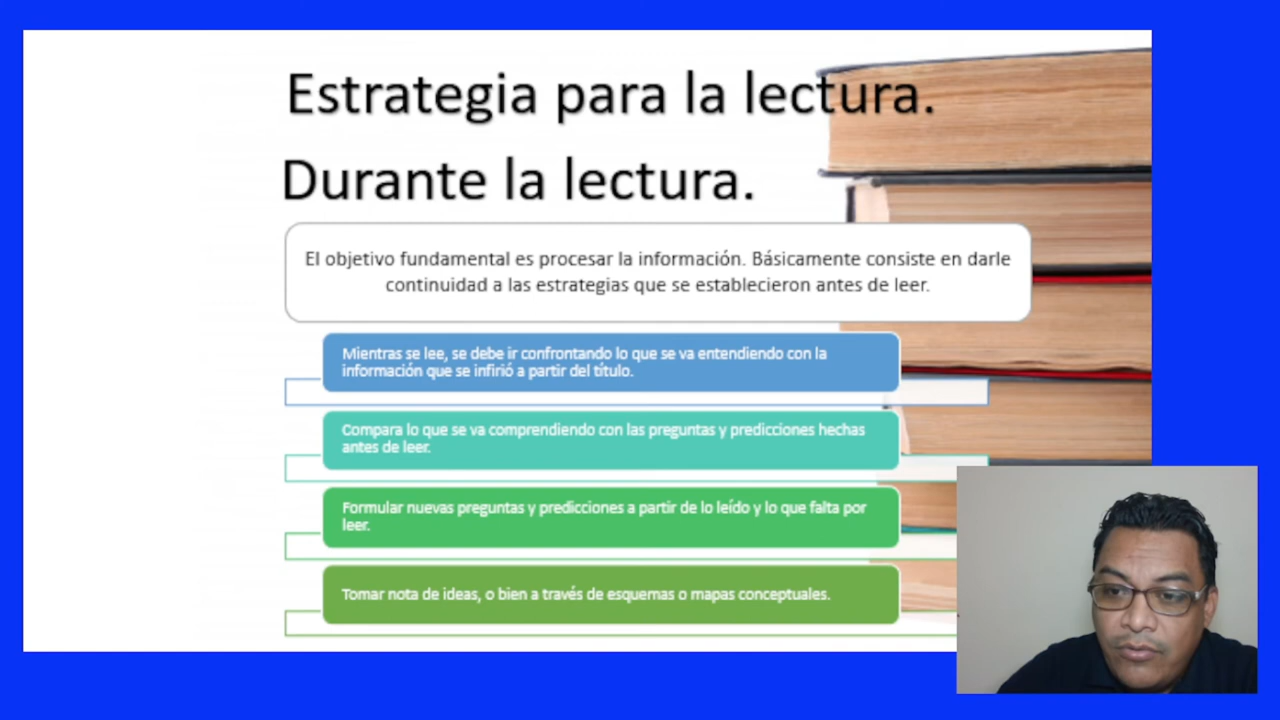 Estrategia para la lectura.
Durante la lectura.
El objetivo fundamental es procesar la información. Básicamente consiste en darle
continuidad a las estrategias que se establecieron antes de leer.
Mientras se lee, se debe ir confrontando lo que se va entendiendo con la
información que se infirió a partir del título.
Compara lo que se va comprendiendo con las preguntas y predicciones hechas
antes de leer.
Formular nuevas preguntas y predicciones a partir de lo leído y lo que falta por
leer.
Tomar nota de ideas, o bien a través de esquemas o mapas conceptuales.